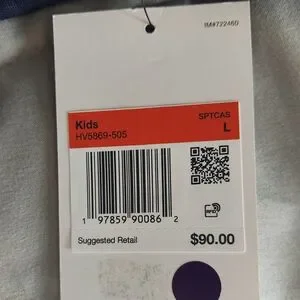 IM#722460
Kids
SPTCAS
HV5869-505
L
RFID
1 97859 90086 2
Suggested Retail
$90.00